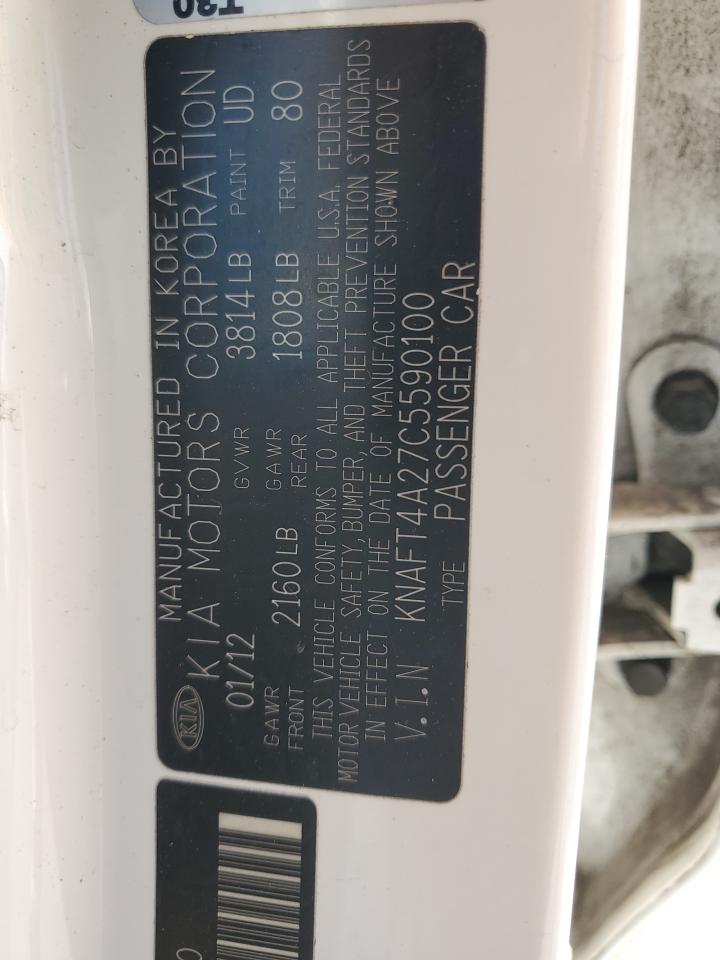 T30
KIA MANUFACTURED IN KOREA BY
KIA MOTORS CORPORATION
01/12 GVWR 3814LB PAINT UD
GAWR FRONT 2160LB GAWR REAR 1808LB TRIM 80
THIS VEHICLE CONFORMS TO ALL APPLICABLE U.S.A. FEDERAL
MOTOR VEHICLE SAFETY, BUMPER, AND THEFT PREVENTION STANDARDS
IN EFFECT ON THE DATE OF MANUFACTURE SHOWN ABOVE
V.I.N KNAFT4A27C5590100
TYPE PASSENGER CAR